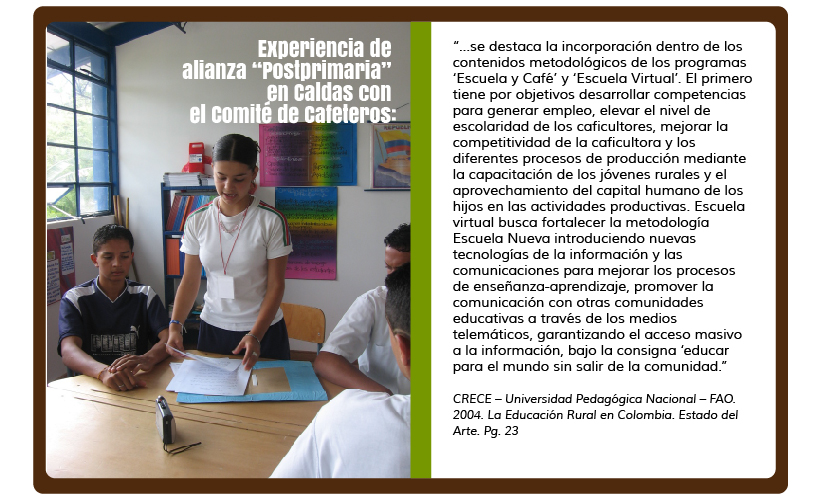 Experiencia de
alianza “Postprimaria”
en Caldas con
el Comité de Cafeteros:
“...se destaca la incorporación dentro de los
contenidos metodológicos de los programas
‘Escuela y Café’ y ‘Escuela Virtual’. El primero
tiene por objetivos desarrollar competencias
para generar empleo, elevar el nivel de
escolaridad de los caficultores, mejorar la
competitividad de la caficultora y los
diferentes procesos de producción mediante
la capacitación de los jóvenes rurales y el
aprovechamiento del capital humano de los
hijos en las actividades productivas. Escuela
virtual busca fortalecer la metodología
Escuela Nueva introduciendo nuevas
tecnologías de la información y las
comunicaciones para mejorar los procesos
de enseñanza-aprendizaje, promover la
comunicación con otras comunidades
educativas a través de los medios
telemáticos, garantizando el acceso masivo
a la información, bajo la consigna ‘educar
para el mundo sin salir de la comunidad.”
CRECE – Universidad Pedagógica Nacional – FAO.
2004. La Educación Rural en Colombia. Estado del
Arte. Pg. 23